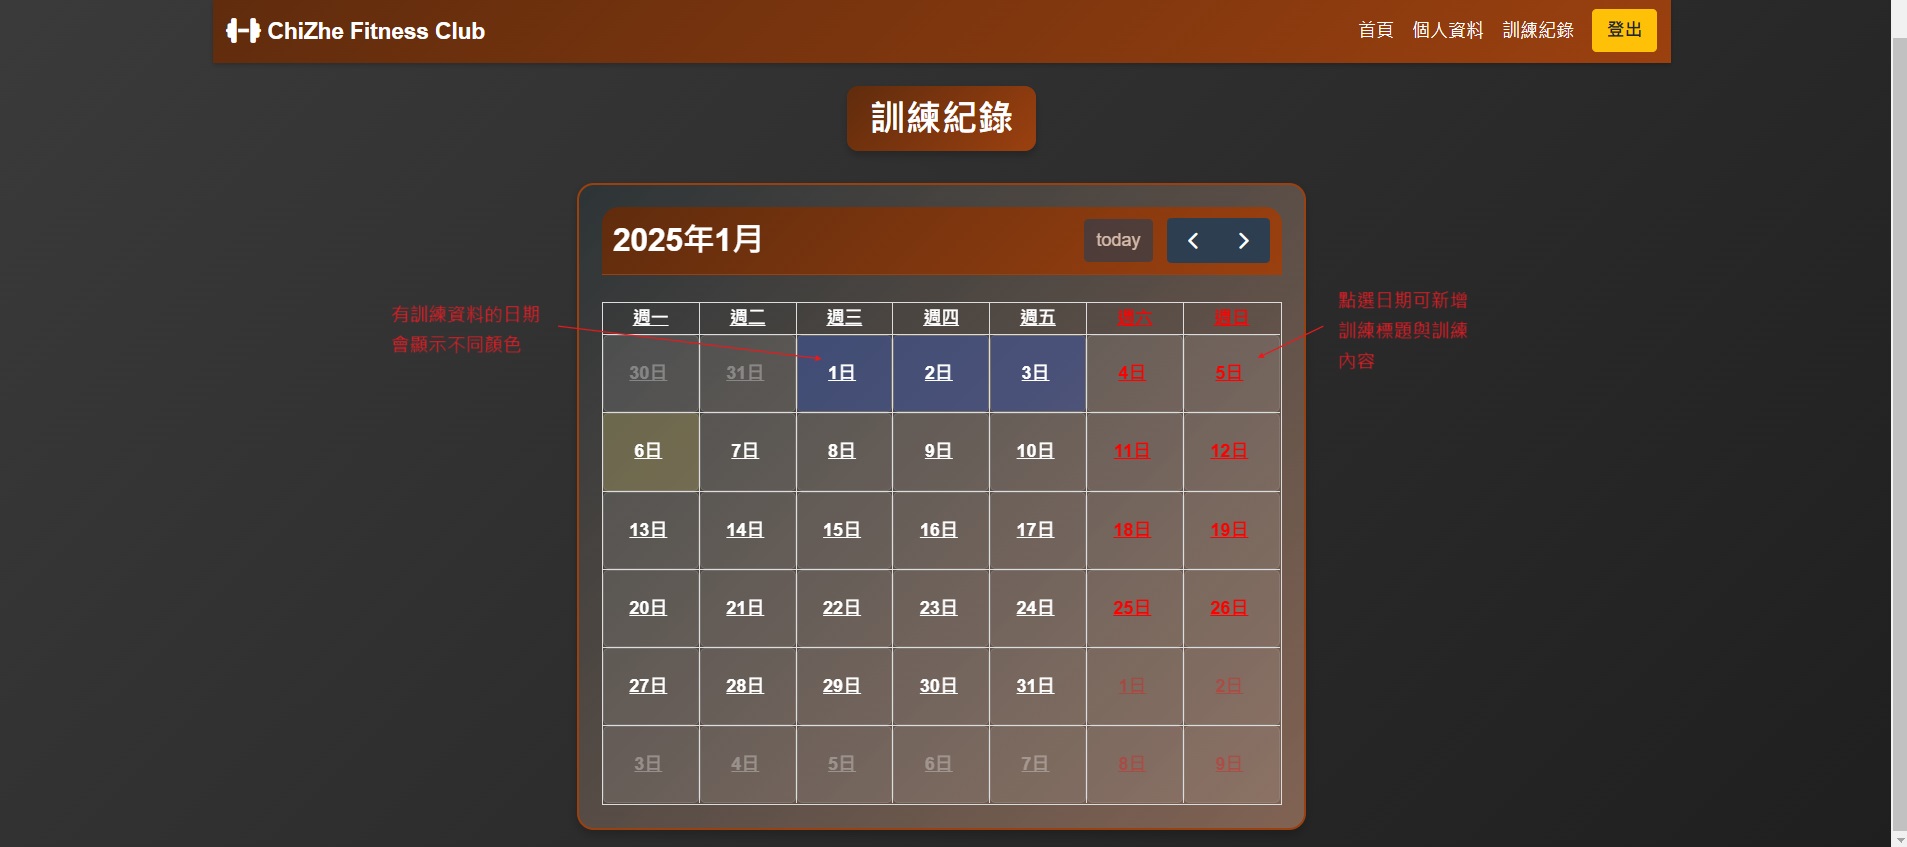 ChiZhe Fitness Club
首頁 個人資料 訓練紀錄 登出
訓練紀錄
2025年1月 today
有訓練資料的日期
會顯示不同顏色
點選日期可新增
訓練標題與訓練
內容
週一 週二 週三 週四 週五 週六 週日
30日 31日 1日 2日 3日 4日 5日
6日 7日 8日 9日 10日 11日 12日
13日 14日 15日 16日 17日 18日 19日
20日 21日 22日 23日 24日 25日 26日
27日 28日 29日 30日 31日 1日 2日
3日 4日 5日 6日 7日 8日 9日